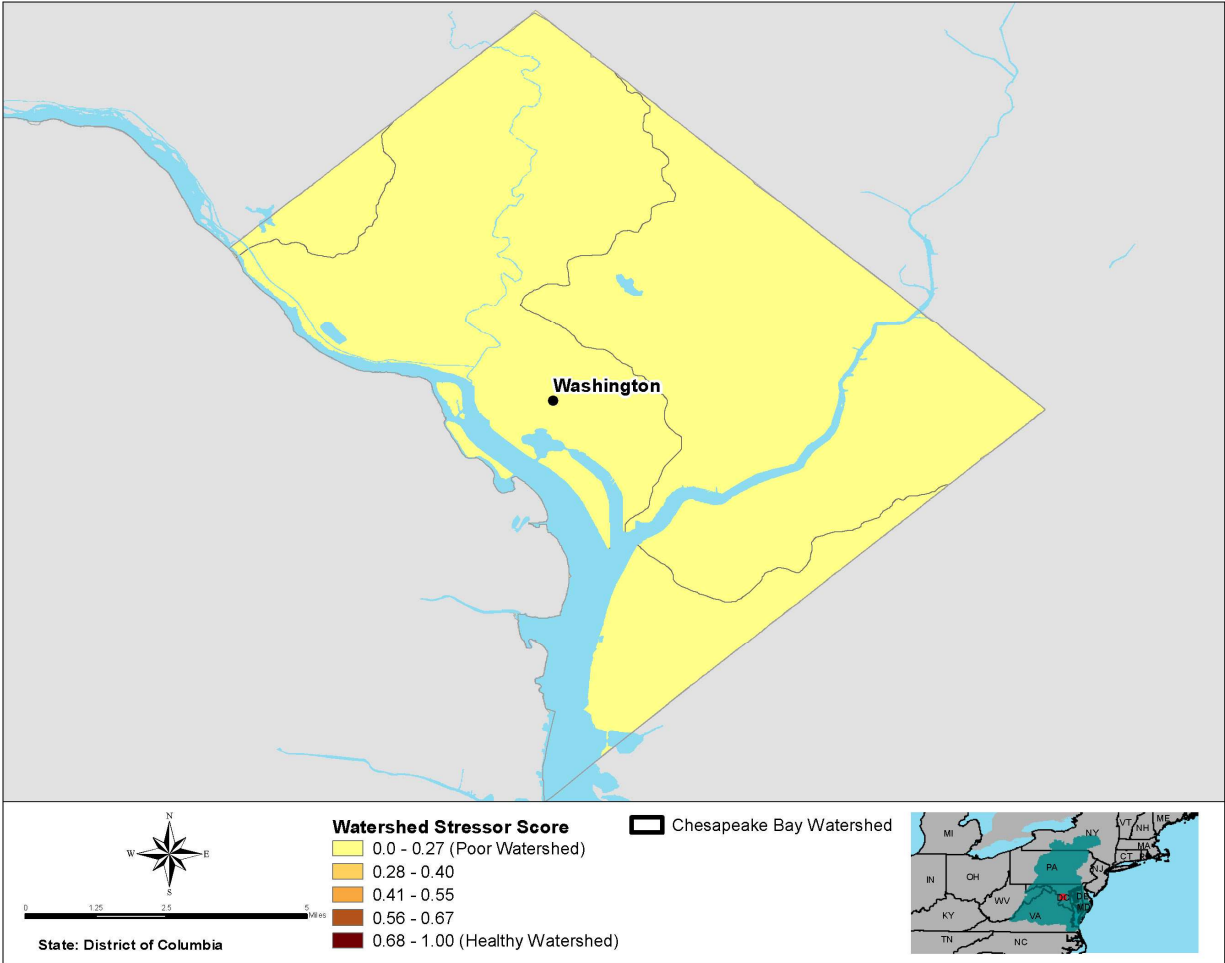 Washington
N
W
E
S
0
1.25
2.5
5
Miles
State: District of Columbia
Watershed Stressor Score
0.0 - 0.27 (Poor Watershed)
0.28 - 0.40
0.41 - 0.55
0.56 - 0.67
0.68 - 1.00 (Healthy Watershed)
Chesapeake Bay Watershed
MI
NY
VT
NH
ME
MA
CT
PA
NJ
IN
OH
DE
MD
DC
WV
KY
VA
TN
NC